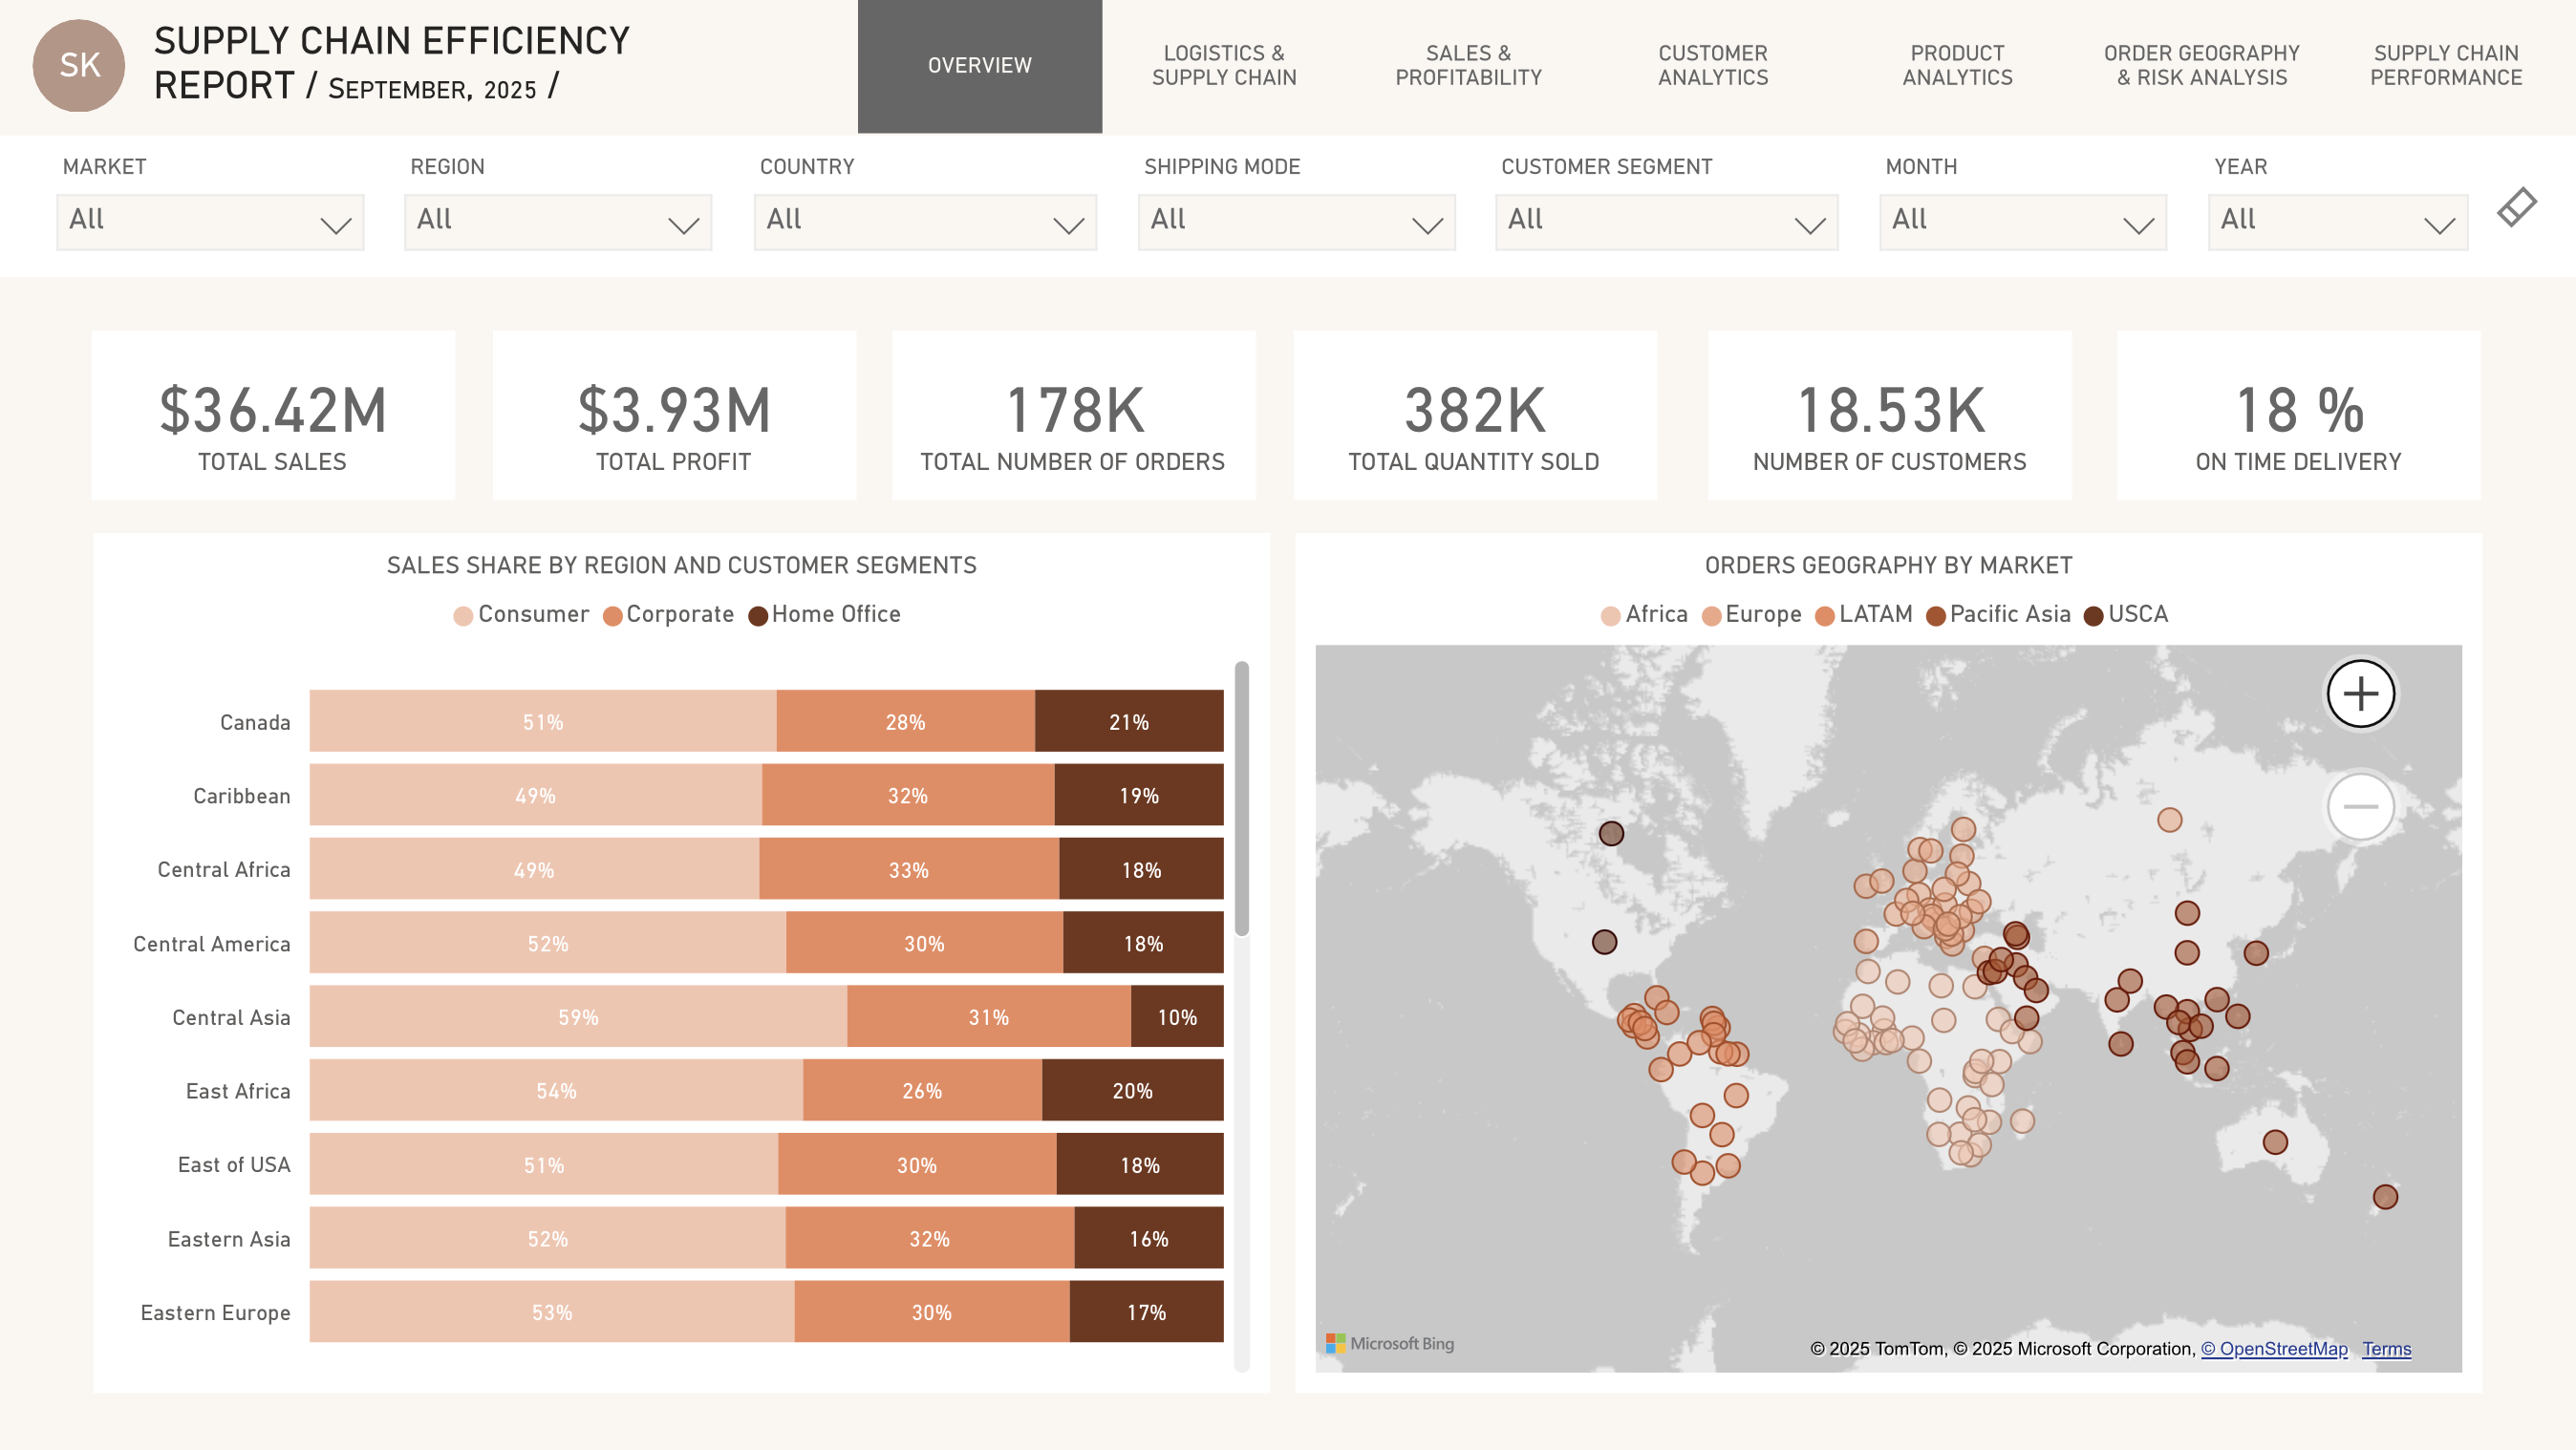 SK
SUPPLY CHAIN EFFICIENCY
REPORT / SEPTEMBER, 2025 /
OVERVIEW
LOGISTICS &
SUPPLY CHAIN
SALES &
PROFITABILITY
CUSTOMER
ANALYTICS
PRODUCT
ANALYTICS
ORDER GEOGRAPHY
& RISK ANALYSIS
SUPPLY CHAIN
PERFORMANCE
MARKET
All
REGION
All
COUNTRY
All
SHIPPING MODE
All
CUSTOMER SEGMENT
All
MONTH
All
YEAR
All
$36.42M
TOTAL SALES
$3.93M
TOTAL PROFIT
178K
TOTAL NUMBER OF ORDERS
382K
TOTAL QUANTITY SOLD
18.53K
NUMBER OF CUSTOMERS
18 %
ON TIME DELIVERY
SALES SHARE BY REGION AND CUSTOMER SEGMENTS
Consumer Corporate Home Office
Canada 51% 28% 21%
Caribbean 49% 32% 19%
Central Africa 49% 33% 18%
Central America 52% 30% 18%
Central Asia 59% 31% 10%
East Africa 54% 26% 20%
East of USA 51% 30% 18%
Eastern Asia 52% 32% 16%
Eastern Europe 53% 30% 17%
ORDERS GEOGRAPHY BY MARKET
Africa Europe LATAM Pacific Asia USCA
Microsoft Bing
© 2025 TomTom, © 2025 Microsoft Corporation, © OpenStreetMap Terms